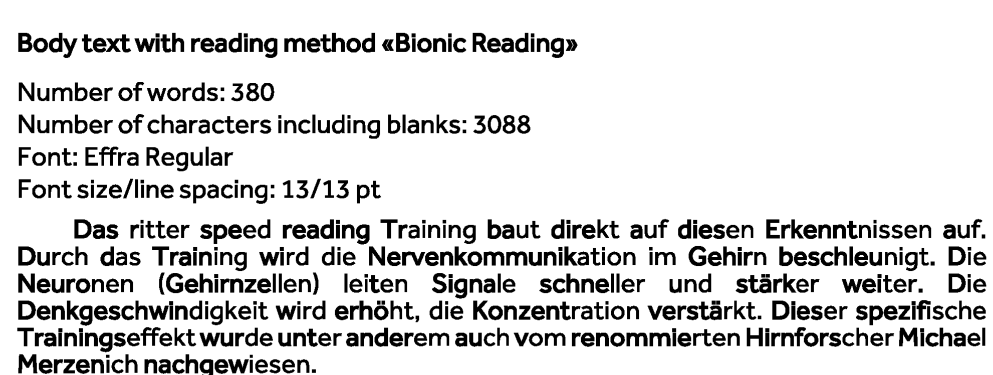 Body text with reading method «Bionic Reading»
Number of words: 380
Number of characters including blanks: 3088
Font: Effra Regular
Font size/line spacing: 13/13 pt
Das ritter speed reading Training baut direkt auf diesen Erkenntnissen auf.
Durch das Training wird die Nervenkommunikation im Gehirn beschleunigt. Die
Neuronen (Gehirnzellen) leiten Signale schneller und stärker weiter. Die
Denkgeschwindigkeit wird erhöht, die Konzentration verstärkt. Dieser spezifische
Trainingseffekt wurde unter anderem auch vom renommierten Hirnforscher Michael
Merzenich nachgewiesen.